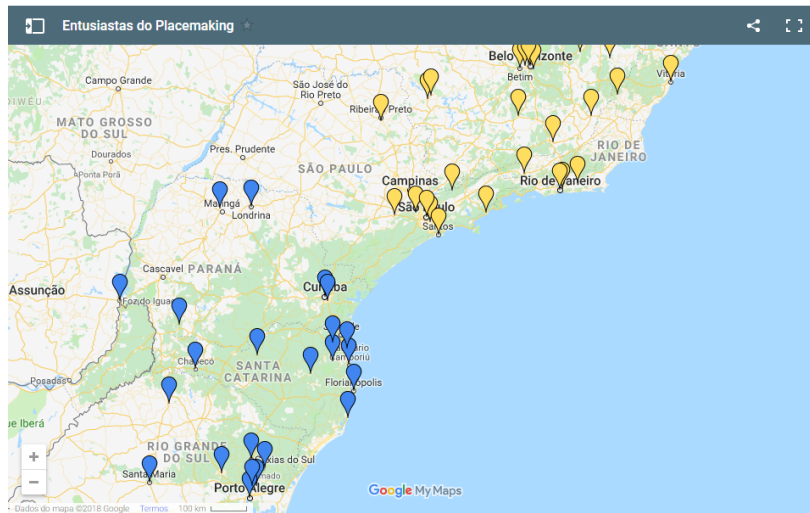 Entusiastas do Placemaking
Belo Horizonte
Betim
Vitória
Campo Grande
São José do
Rio Preto
Ribeirão Preto
MATO GROSSO
DO SUL
Dourados
Ponta Porã
Pres. Prudente
SÃO PAULO
RIO DE
JANEIRO
Campinas
Rio de Janeiro
Maringá
Londrina
São Paulo
Santos
Cascavel
PARANÁ
Assunção
Foz do Iguaçu
Curitiba
Chapecó
SANTA
CATARINA
Camboriú
Posadas
Florianópolis
RIO GRANDE
DO SUL
Caxias do Sul
Santa Maria
Porto Alegre
+
−
Google My Maps
Dados do mapa ©2018 Google Termos 100 km